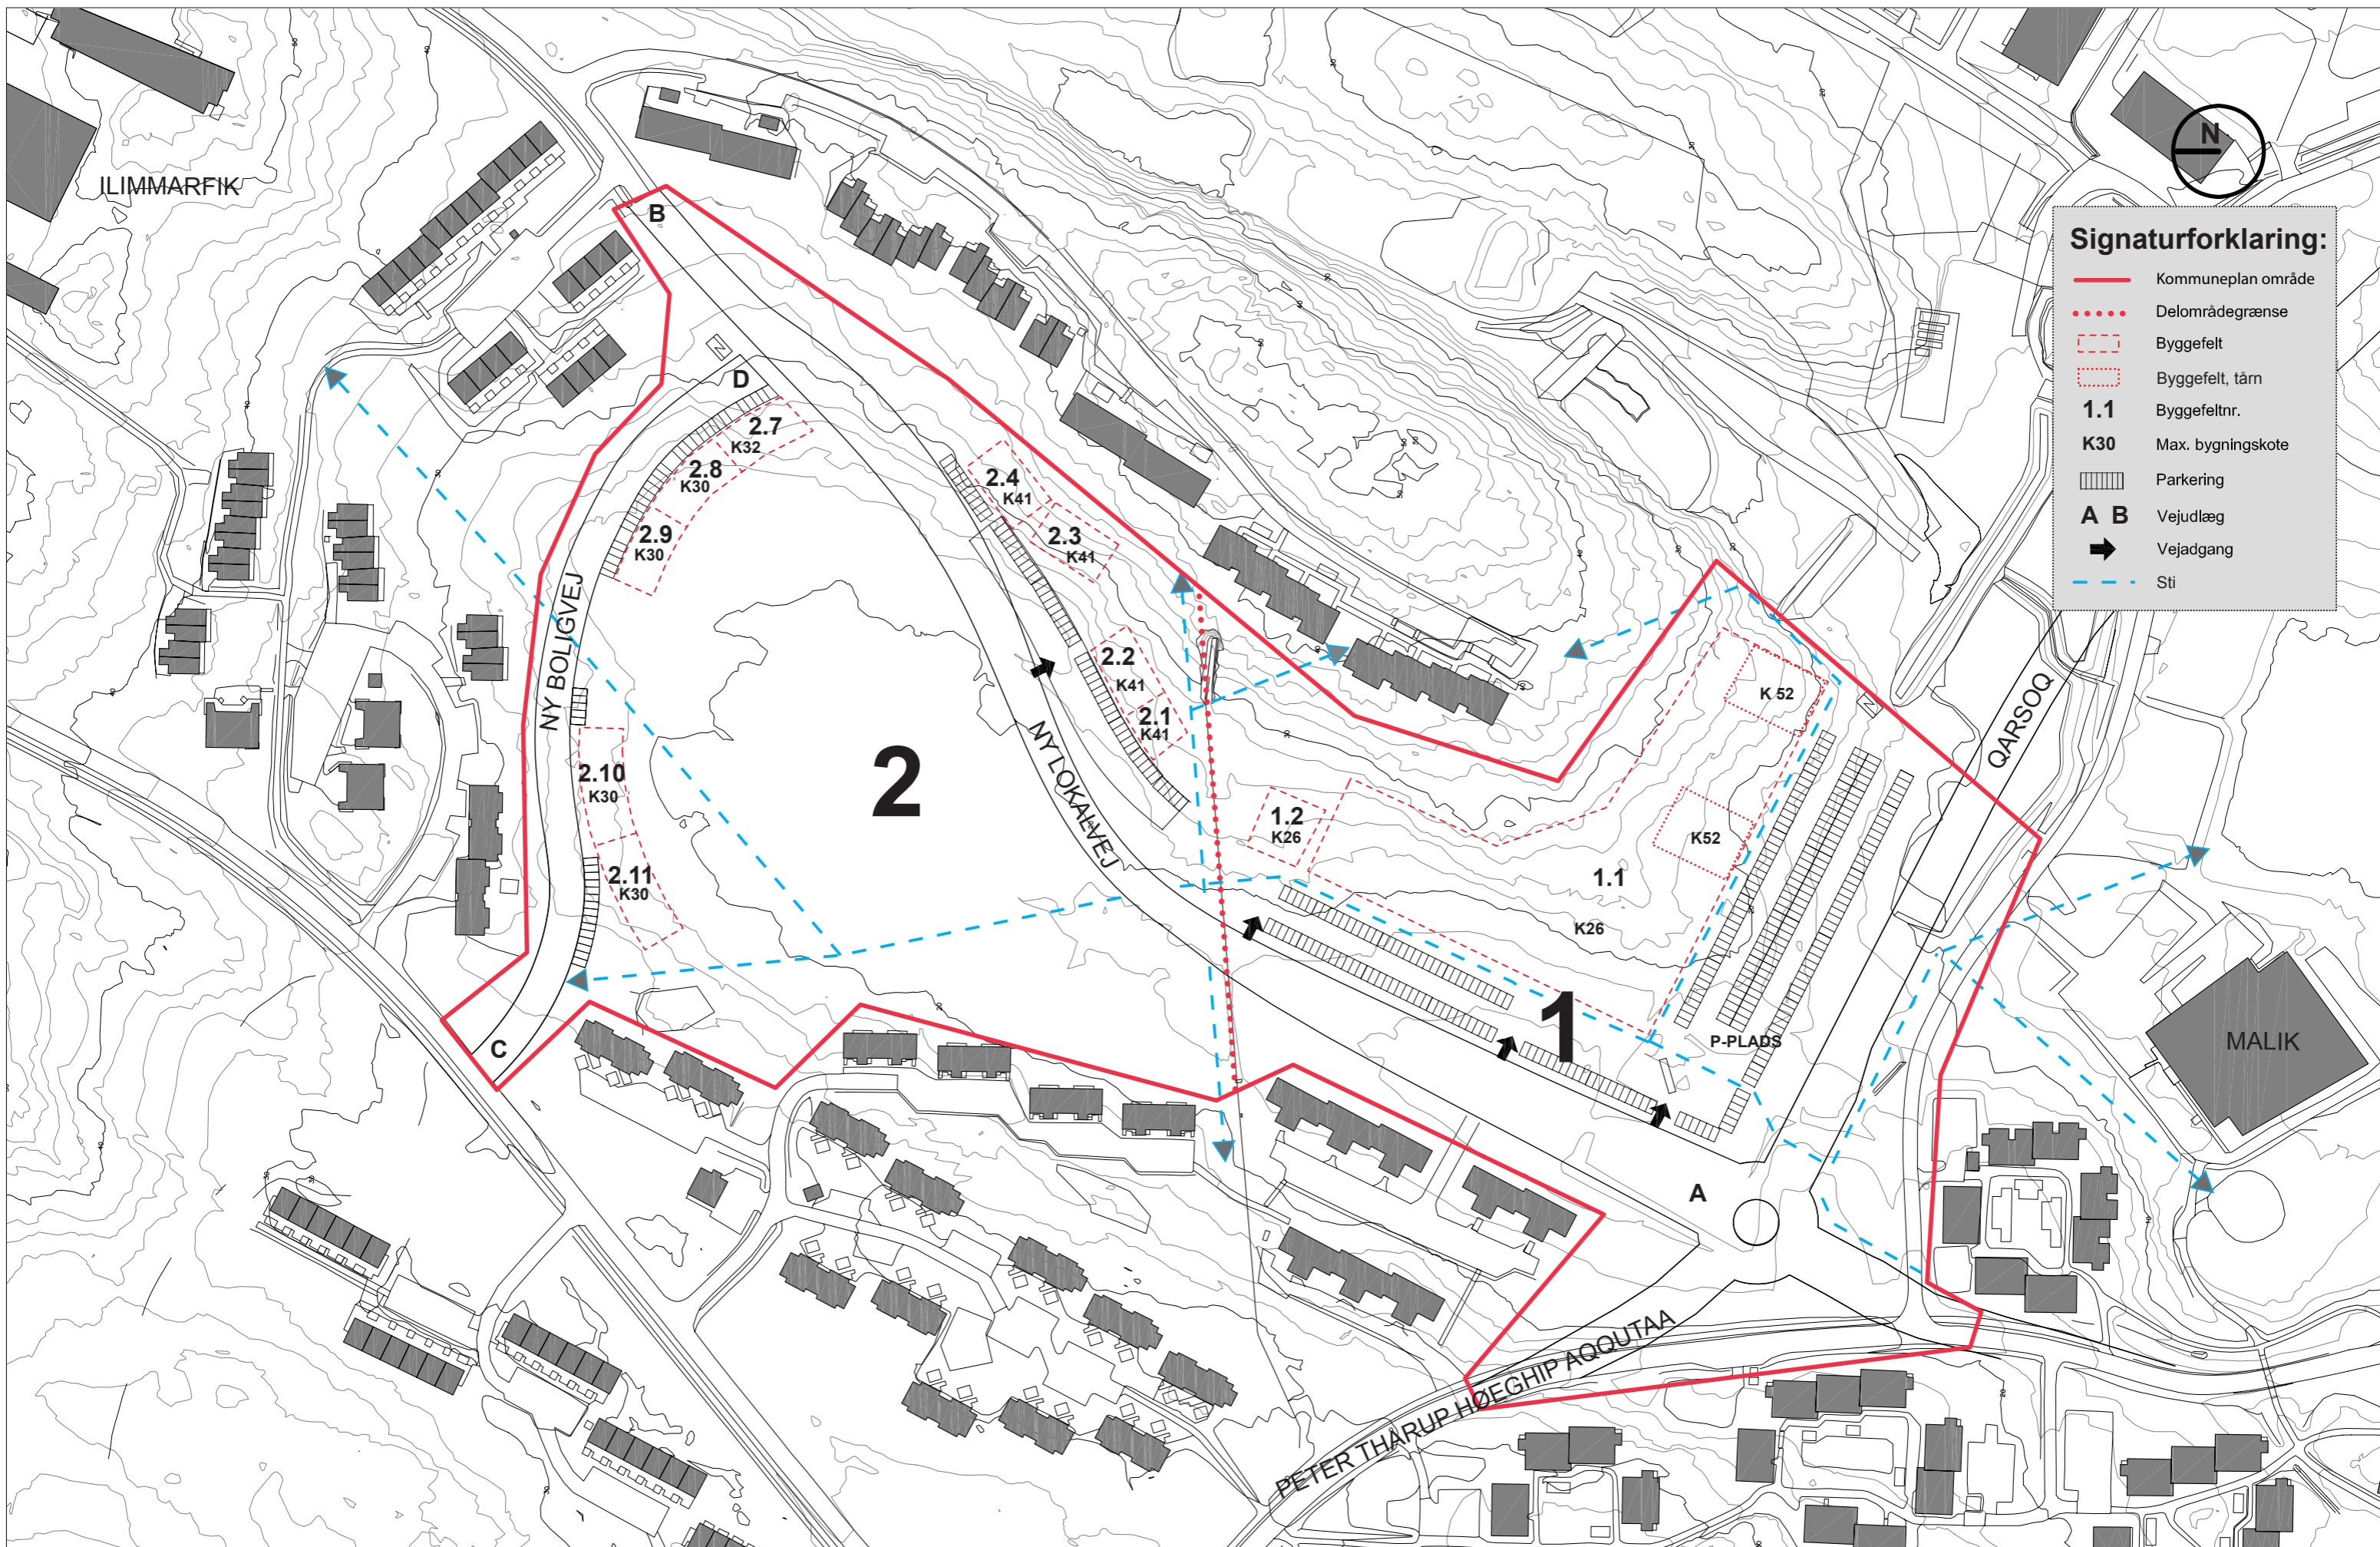 ILIMMARFIK
B
N
Signaturforklaring:
Kommuneplan område
Delområdegrænse
Byggefelt
Byggefelt, tårn
1.1 Byggefeltnr.
K30 Max. bygningskote
Parkering
A B Vejudlæg
Vejadgang
Sti
D
2.7
K32
2.8
K30
2.9
K30
2.4
K41
2.3
K41
2.2
K41
2.1
K41
NY BOLIGVEJ
NY LOKALVEJ
2
2.10
K30
2.11
K30
1.2
K26
K 52
K52
1.1
K26
QARSOQ
1
P-PLADS
MALIK
C
A
PETER THARUP HØEGHIP AQQUTAA